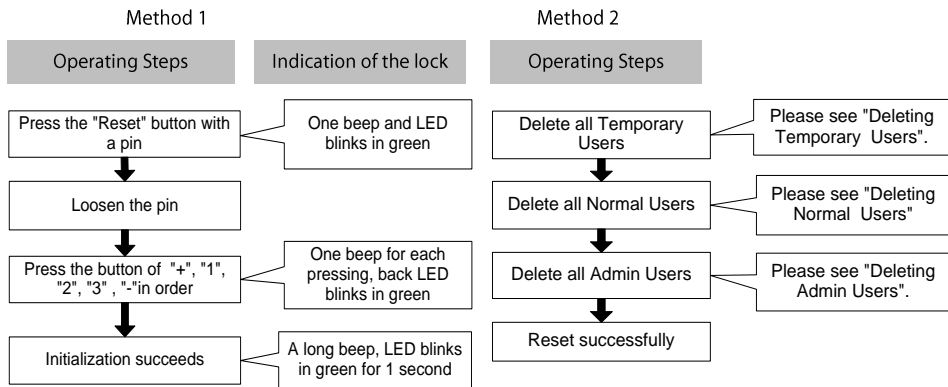 Method 1
Operating Steps
Indication of the lock
Press the "Reset" button with
a pin
One beep and LED
blinks in green
Loosen the pin
Press the button of "+", "1",
"2", "3" , "-"in order
One beep for each
pressing, back LED
blinks in green
Initialization succeeds
A long beep, LED blinks
in green for 1 second
Method 2
Operating Steps
Delete all Temporary
Users
Please see "Deleting
Temporary Users".
Delete all Normal Users
Please see "Deleting
Normal Users"
Delete all Admin Users
Please see "Deleting
Admin Users".
Reset successfully